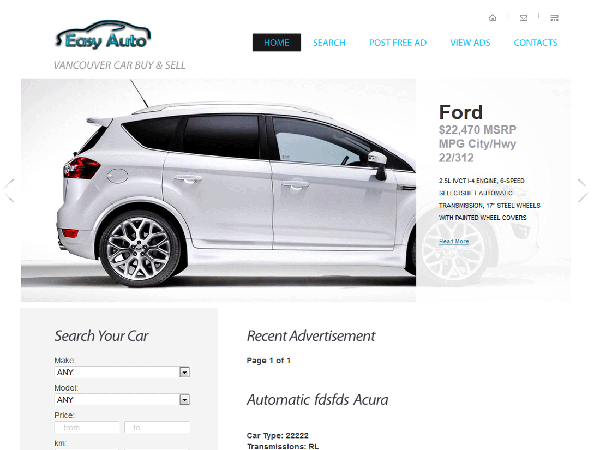 Easy Auto
VANCOUVER CAR BUY & SELL
HOME SEARCH POST FREE AD VIEW ADS CONTACTS
Ford
$22,470 MSRP
MPG City/Hwy
22/312
2.5L IVCT I-4 ENGINE, 6-SPEED
SELECTSHIFT AUTOMATIC
TRANSMISSION, 17" STEEL WHEELS
WITH PAINTED WHEEL COVERS
Read More
Search Your Car
Make:
ANY
Model:
ANY
Price:
from to
km:
Recent Advertisement
Page 1 of 1
Automatic fdsfds Acura
Car Type: 22222
Transmissions: RL